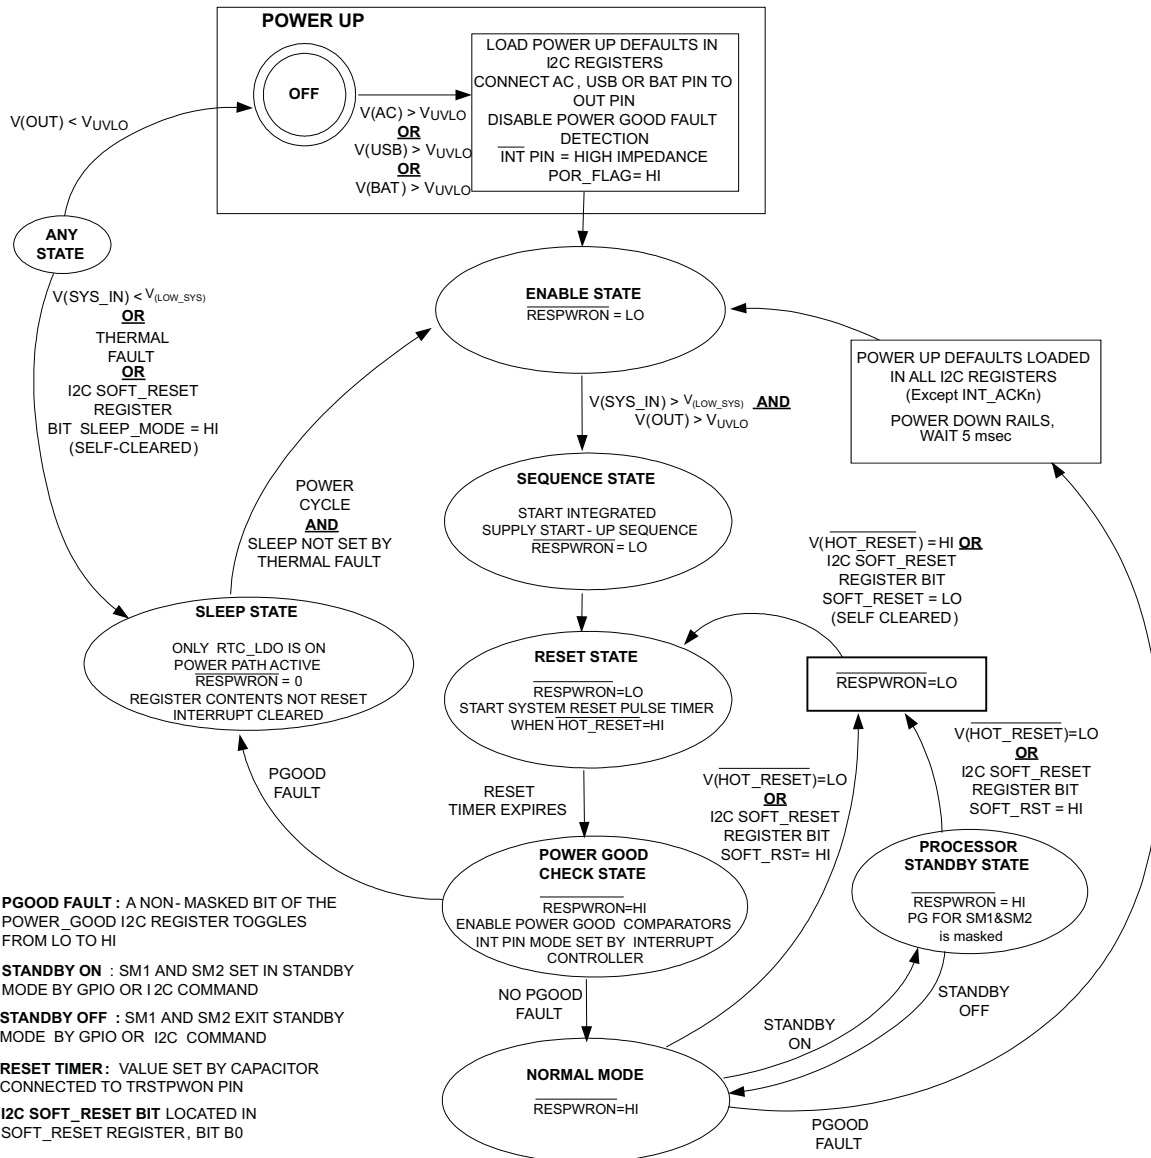 POWER UP
OFF
V(AC) > VUVLO
OR
V(USB) > VUVLO
OR
V(BAT) > VUVLO
LOAD POWER UP DEFAULTS IN
I2C REGISTERS
CONNECT AC, USB OR BAT PIN TO
OUT PIN
DISABLE POWER GOOD FAULT
DETECTION
INT PIN = HIGH IMPEDANCE
POR_FLAG= HI
V(OUT) < VUVLO
ANY
STATE
V(SYS_IN) < V(LOW_SYS)
OR
THERMAL
FAULT
OR
I2C SOFT_RESET
REGISTER
BIT SLEEP_MODE = HI
(SELF-CLEARED)
ENABLE STATE
RESPWRON = LO
POWER UP DEFAULTS LOADED
IN ALL I2C REGISTERS
(Except INT_ACKn)
POWER DOWN RAILS,
WAIT 5 msec
V(SYS_IN) > V(LOW_SYS) AND
V(OUT) > VUVLO
POWER
CYCLE
AND
SLEEP NOT SET BY
THERMAL FAULT
SEQUENCE STATE
START INTEGRATED
SUPPLY START - UP SEQUENCE
RESPWRON = LO
V(HOT_RESET) = HI OR
I2C SOFT_RESET
REGISTER BIT
SOFT_RESET = LO
(SELF CLEARED)
SLEEP STATE
ONLY RTC_LDO IS ON
POWER PATH ACTIVE
RESPWRON = 0
REGISTER CONTENTS NOT RESET
INTERRUPT CLEARED
RESET STATE
RESPWRON=LO
START SYSTEM RESET PULSE TIMER
WHEN HOT_RESET=HI
RESPWRON=LO
PGOOD
FAULT
RESET
TIMER EXPIRES
V(HOT_RESET)=LO
OR
I2C SOFT_RESET
REGISTER BIT
SOFT_RST= HI
V(HOT_RESET)=LO
OR
I2C SOFT_RESET
REGISTER BIT
SOFT_RST = HI
POWER GOOD
CHECK STATE
RESPWRON=HI
ENABLE POWER GOOD COMPARATORS
INT PIN MODE SET BY INTERRUPT
CONTROLLER
PROCESSOR
STANDBY STATE
RESPWRON = HI
PG FOR SM1&SM2
is masked
NO PGOOD
FAULT
STANDBY
ON
STANDBY
OFF
NORMAL MODE
RESPWRON=HI
PGOOD
FAULT
PGOOD FAULT : A NON- MASKED BIT OF THE
POWER_GOOD I2C REGISTER TOGGLES
FROM LO TO HI
STANDBY ON : SM1 AND SM2 SET IN STANDBY
MODE BY GPIO OR I2C COMMAND
STANDBY OFF : SM1 AND SM2 EXIT STANDBY
MODE BY GPIO OR I2C COMMAND
RESET TIMER: VALUE SET BY CAPACITOR
CONNECTED TO TRSTPWON PIN
I2C SOFT_RESET BIT LOCATED IN
SOFT_RESET REGISTER, BIT B0